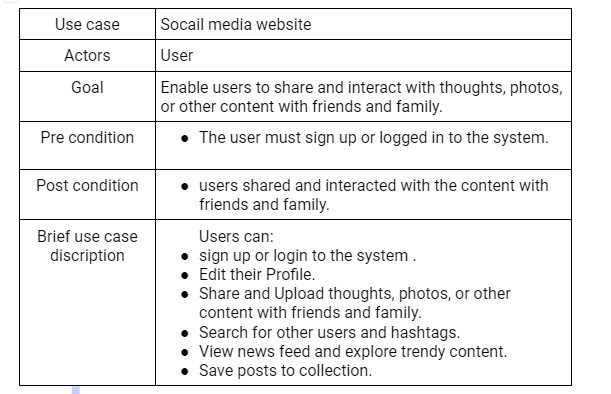 Use case Socail media website
Actors User
Goal Enable users to share and interact with thoughts, photos,
or other content with friends and family.
Pre condition ● The user must sign up or logged in to the system.
Post condition ● users shared and interacted with the content with
friends and family.
Brief use case Users can:
discription ● sign up or login to the system .
● Edit their Profile.
● Share and Upload thoughts, photos, or other
content with friends and family.
● Search for other users and hashtags.
● View news feed and explore trendy content.
● Save posts to collection.